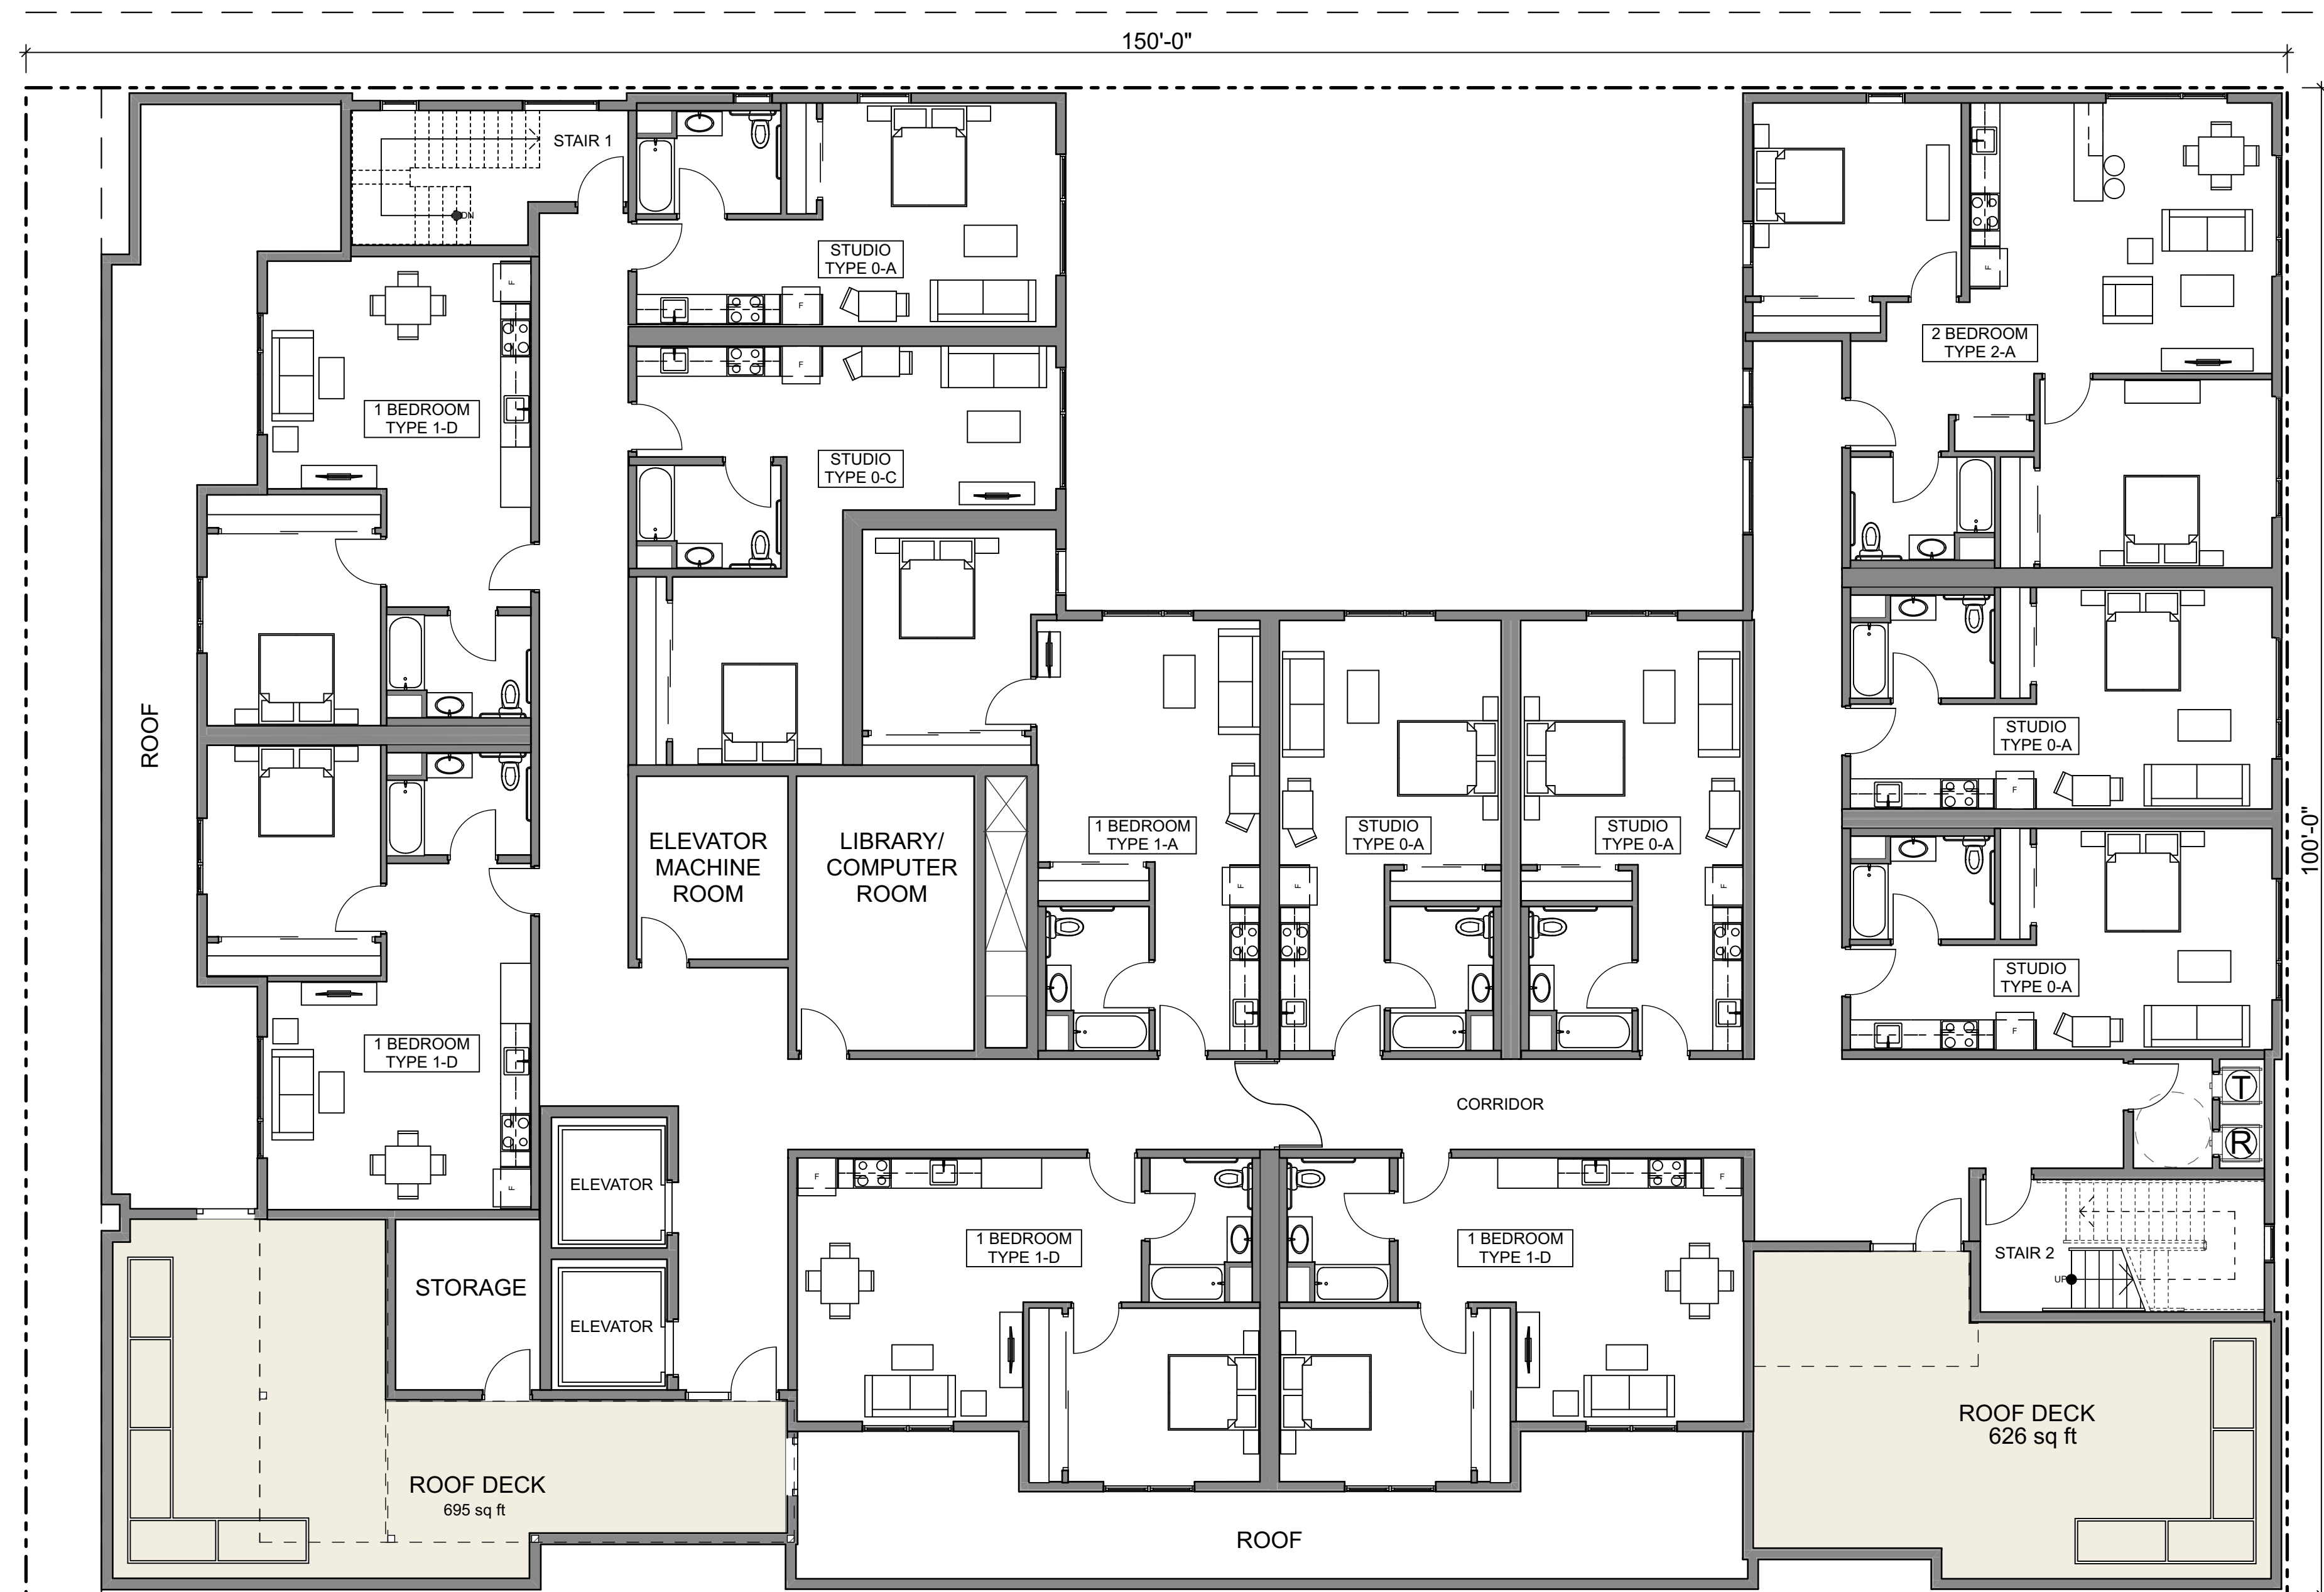 150'-0"
STAIR 1
DN
STUDIO
TYPE 0-A
F
F
F
2 BEDROOM
TYPE 2-A
1 BEDROOM
TYPE 1-D
F
STUDIO
TYPE 0-C
ROOF
STUDIO
TYPE 0-A
F
ELEVATOR
MACHINE
ROOM
LIBRARY/
COMPUTER
ROOM
1 BEDROOM
TYPE 1-A
STUDIO
TYPE 0-A
STUDIO
TYPE 0-A
100'-0"
F
F
F
STUDIO
TYPE 0-A
F
1 BEDROOM
TYPE 1-D
CORRIDOR
T
R
ELEVATOR
F
F
F
1 BEDROOM
TYPE 1-D
1 BEDROOM
TYPE 1-D
STAIR 2
UP
STORAGE
ELEVATOR
ROOF DECK
626 sq ft
ROOF DECK
695 sq ft
ROOF